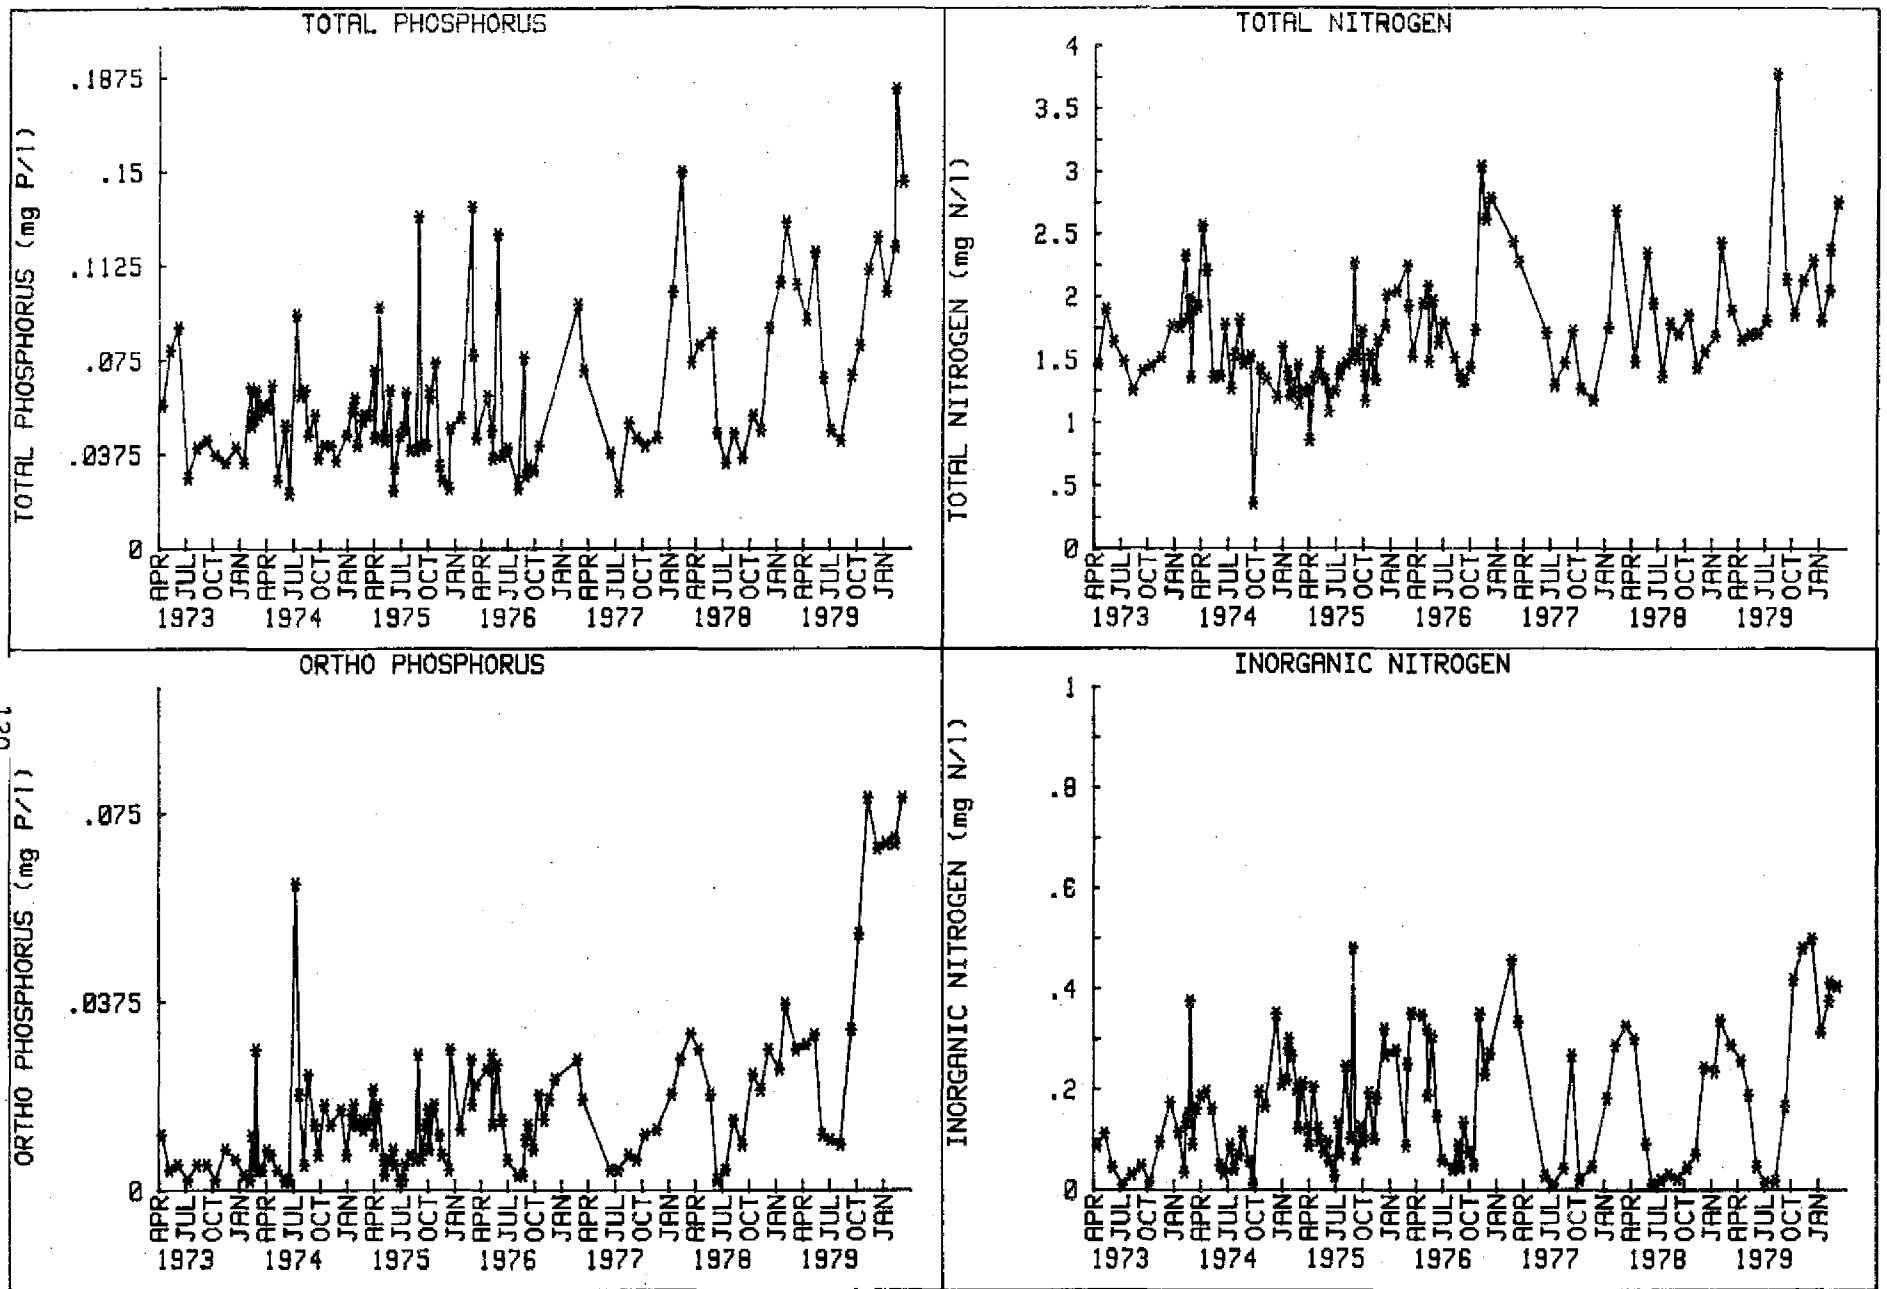 TOTAL PHOSPHORUS
TOTAL PHOSPHORUS (mg P/l)
.1875
.15
.1125
.075
.0375
0
APR JUL OCT JAN APR JUL OCT JAN APR JUL OCT JAN APR JUL OCT JAN APR JUL OCT JAN APR JUL OCT JAN APR JUL OCT JAN
1973 1974 1975 1976 1977 1978 1979
TOTAL NITROGEN
TOTAL NITROGEN (mg N/l)
4
3.5
3
2.5
2
1.5
1
.5
0
APR JUL OCT JAN APR JUL OCT JAN APR JUL OCT JAN APR JUL OCT JAN APR JUL OCT JAN APR JUL OCT JAN APR JUL OCT JAN
1973 1974 1975 1976 1977 1978 1979
ORTHO PHOSPHORUS
ORTHO PHOSPHORUS (mg P/l)
.075
.0375
0
APR JUL OCT JAN APR JUL OCT JAN APR JUL OCT JAN APR JUL OCT JAN APR JUL OCT JAN APR JUL OCT JAN APR JUL OCT JAN
1973 1974 1975 1976 1977 1978 1979
INORGANIC NITROGEN
INORGANIC NITROGEN (mg N/l)
1
.8
.6
.4
.2
0
APR JUL OCT JAN APR JUL OCT JAN APR JUL OCT JAN APR JUL OCT JAN APR JUL OCT JAN APR JUL OCT JAN APR JUL OCT JAN
1973 1974 1975 1976 1977 1978 1979